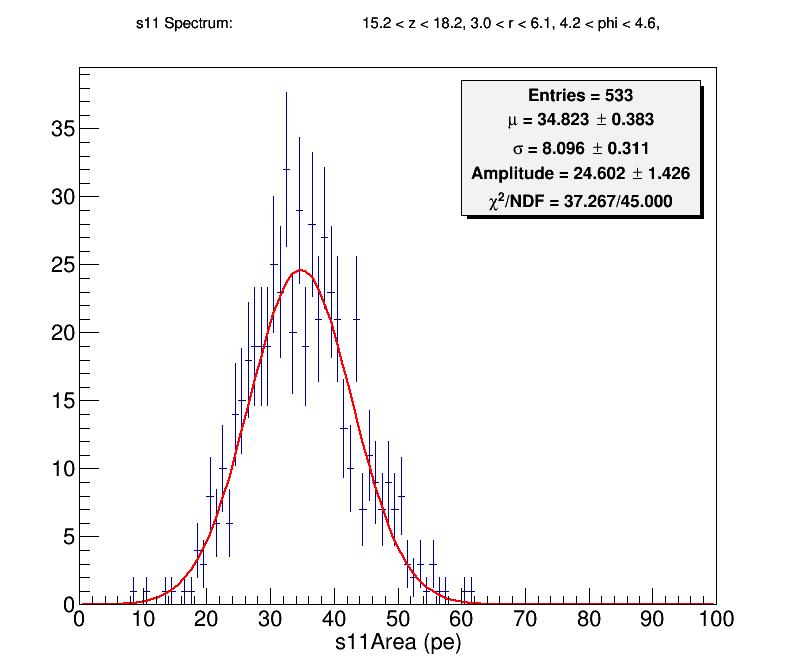 s11 Spectrum: 15.2 < z < 18.2, 3.0 < r < 6.1, 4.2 < phi < 4.6,
Entries = 533
μ = 34.823 ± 0.383
σ = 8.096 ± 0.311
Amplitude = 24.602 ± 1.426
χ²/NDF = 37.267/45.000
35
30
25
20
15
10
5
0
0 10 20 30 40 50 60 70 80 90 100
s11Area (pe)